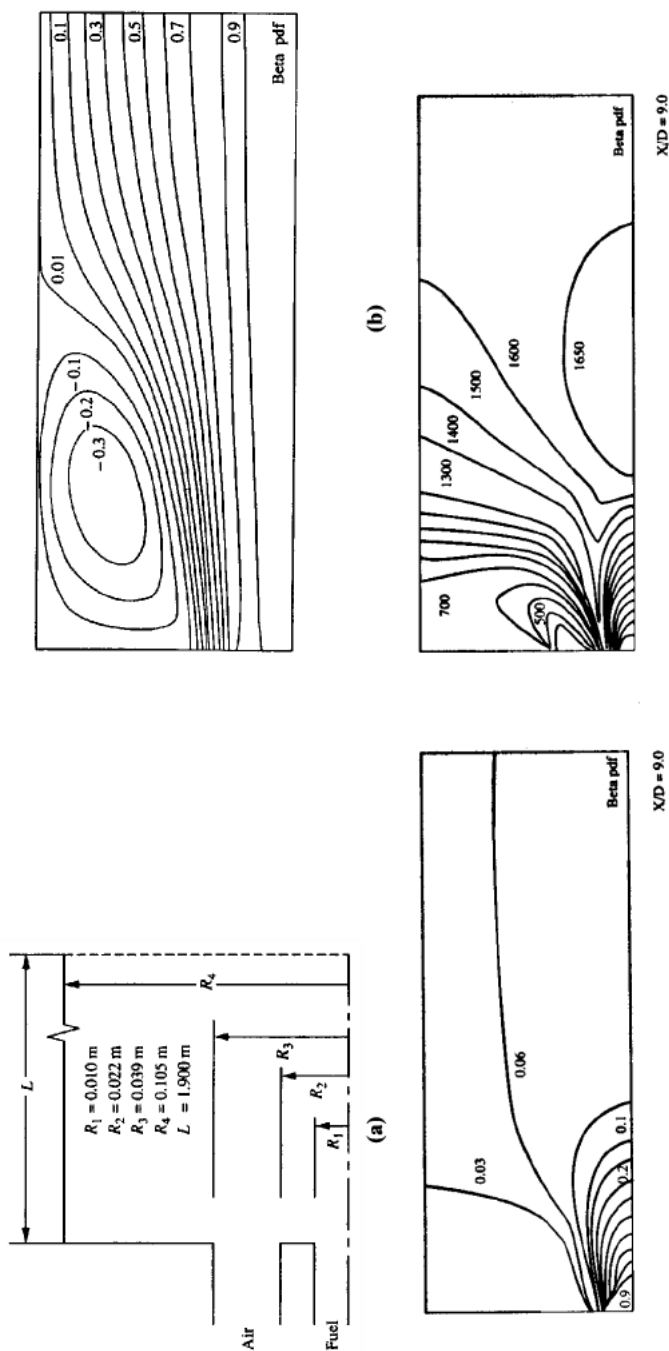 L
R1 = 0.010 m
R2 = 0.022 m
R3 = 0.039 m
R4 = 0.105 m
L = 1.900 m
R4
R3
R2
R1
Air
Fuel
(a)
0.01
0.1
0.3
0.5
0.7
0.9
−0.1
−0.2
−0.3
Beta pdf
(b)
0.03
0.06
0.1
0.2
0.9
Beta pdf
X/D = 9.0
700
500
1300
1400
1500
1600
1650
Beta pdf
X/D = 9.0